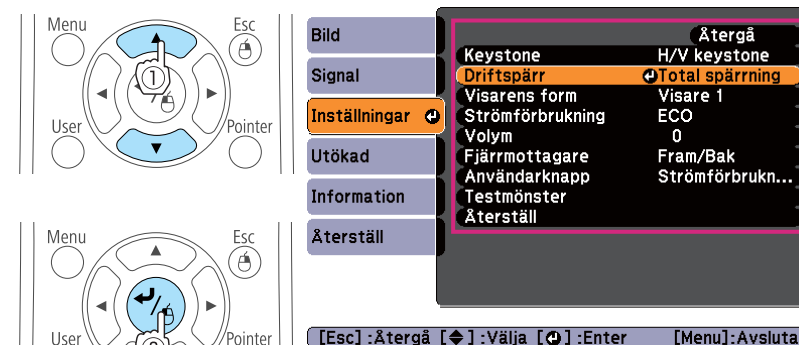 Menu
Esc
1
User
Pointer
Menu
Esc
User
Pointer
Bild
Signal
Inställningar
Utökad
Information
Återställ
Återgå
Keystone H/V keystone
Driftspärr Total spärrning
Visarens form Visare 1
Strömförbrukning ECO
Volym 0
Fjärrmottagare Fram/Bak
Användarknapp Strömförbrukn...
Testmönster
Återställ
[Esc] :Återgå [◆] :Välja [⏎] :Enter [Menu]:Avsluta